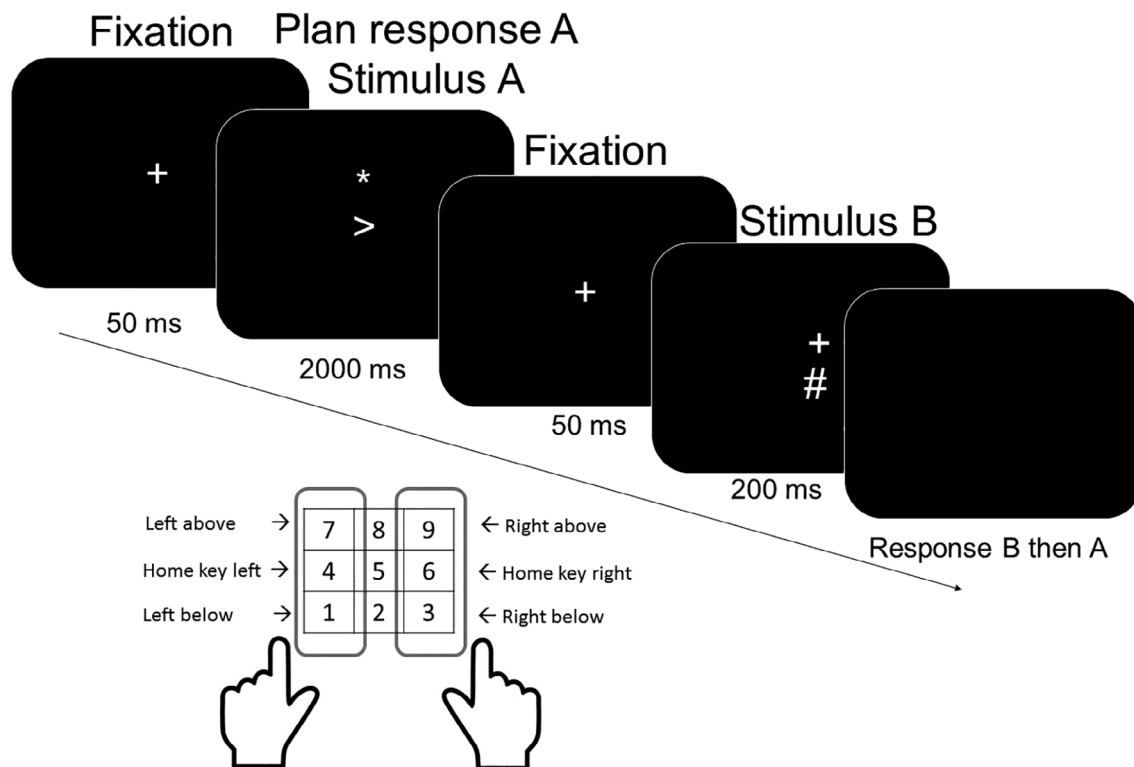 Fixation
Plan response A
Stimulus A
+
*
>
50 ms
2000 ms
Fixation
+
50 ms
Stimulus B
+
#
200 ms
Response B then A
Left above → 7 8 9 ← Right above
Home key left → 4 5 6 ← Home key right
Left below → 1 2 3 ← Right below